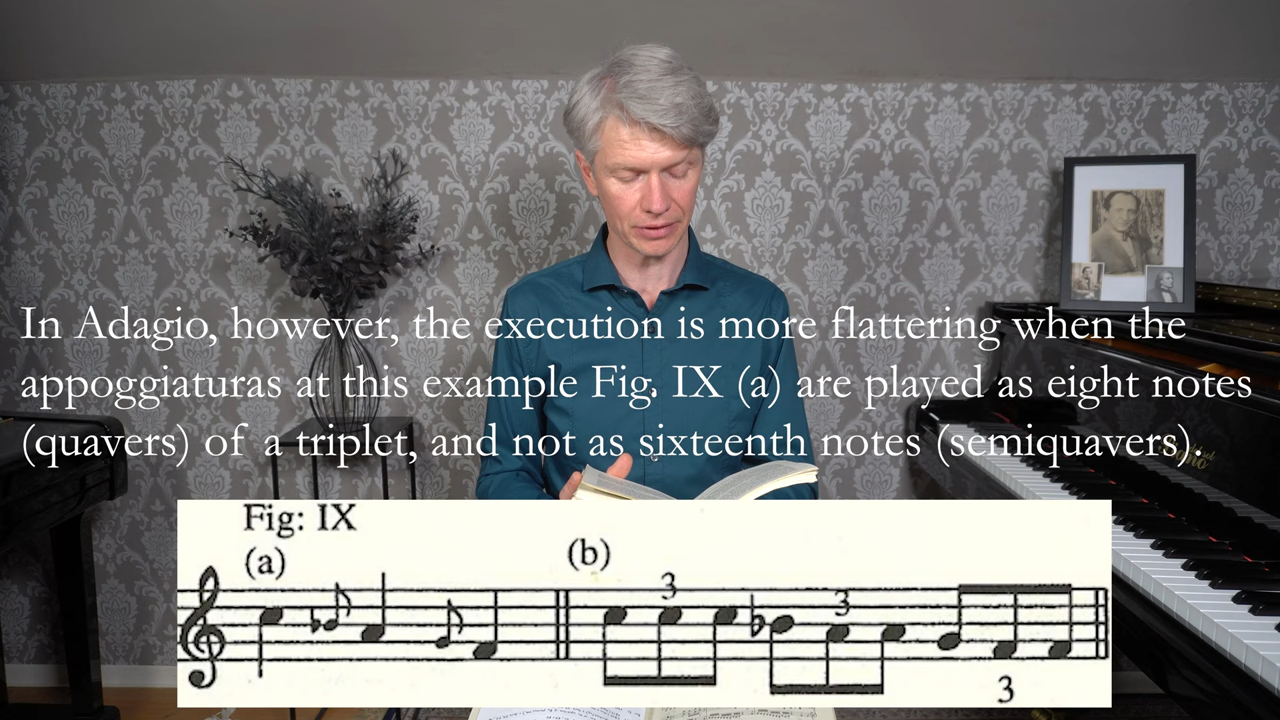 In Adagio, however, the execution is more flattering when the
appoggiaturas at this example Fig. IX (a) are played as eight notes
(quavers) of a triplet, and not as sixteenth notes (semiquavers).
Fig: IX
(a)
(b)
3
3
3